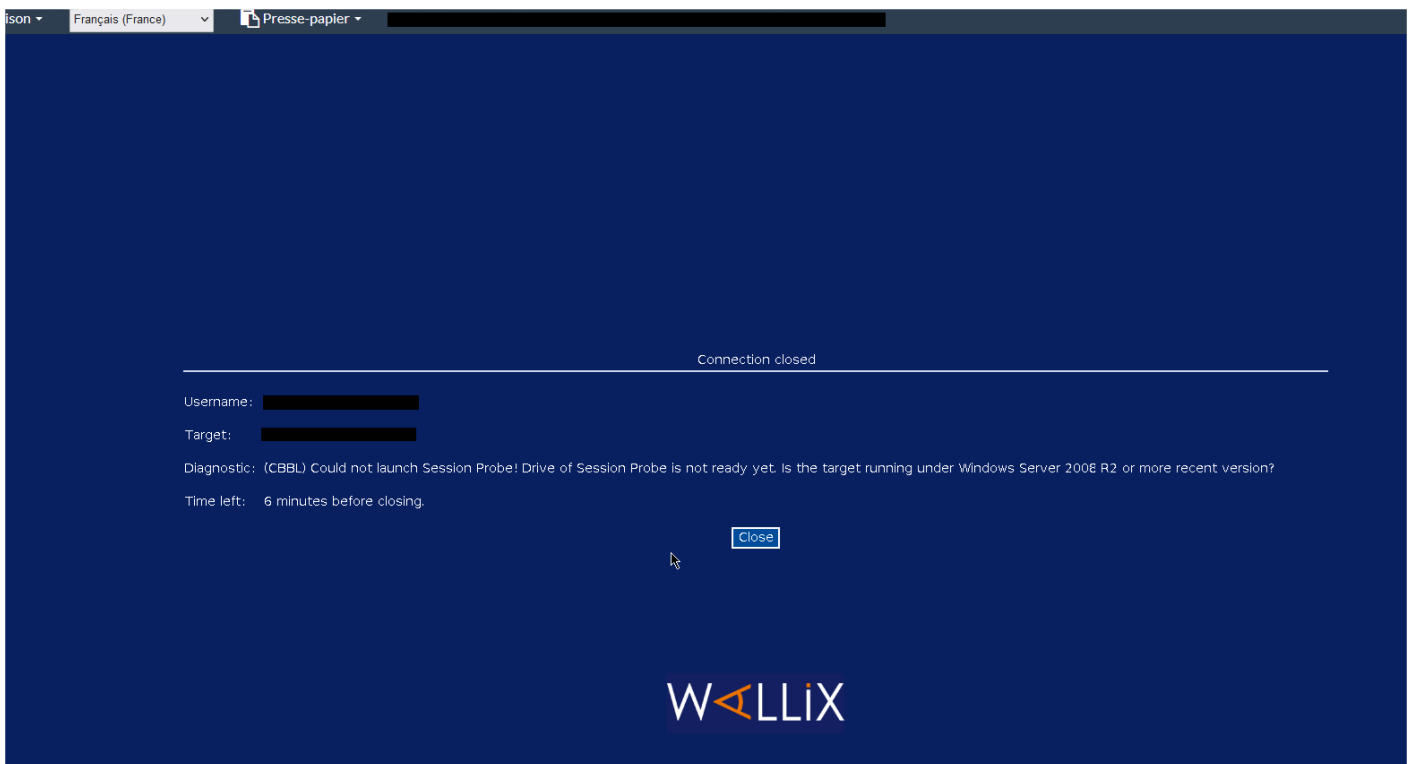 ison
Français (France)
Presse-papier
Connection closed
Username:
Target:
Diagnostic: (CBBL) Could not launch Session Probe! Drive of Session Probe is not ready yet. Is the target running under Windows Server 2008 R2 or more recent version?
Time left: 6 minutes before closing.
Close
WALLiX